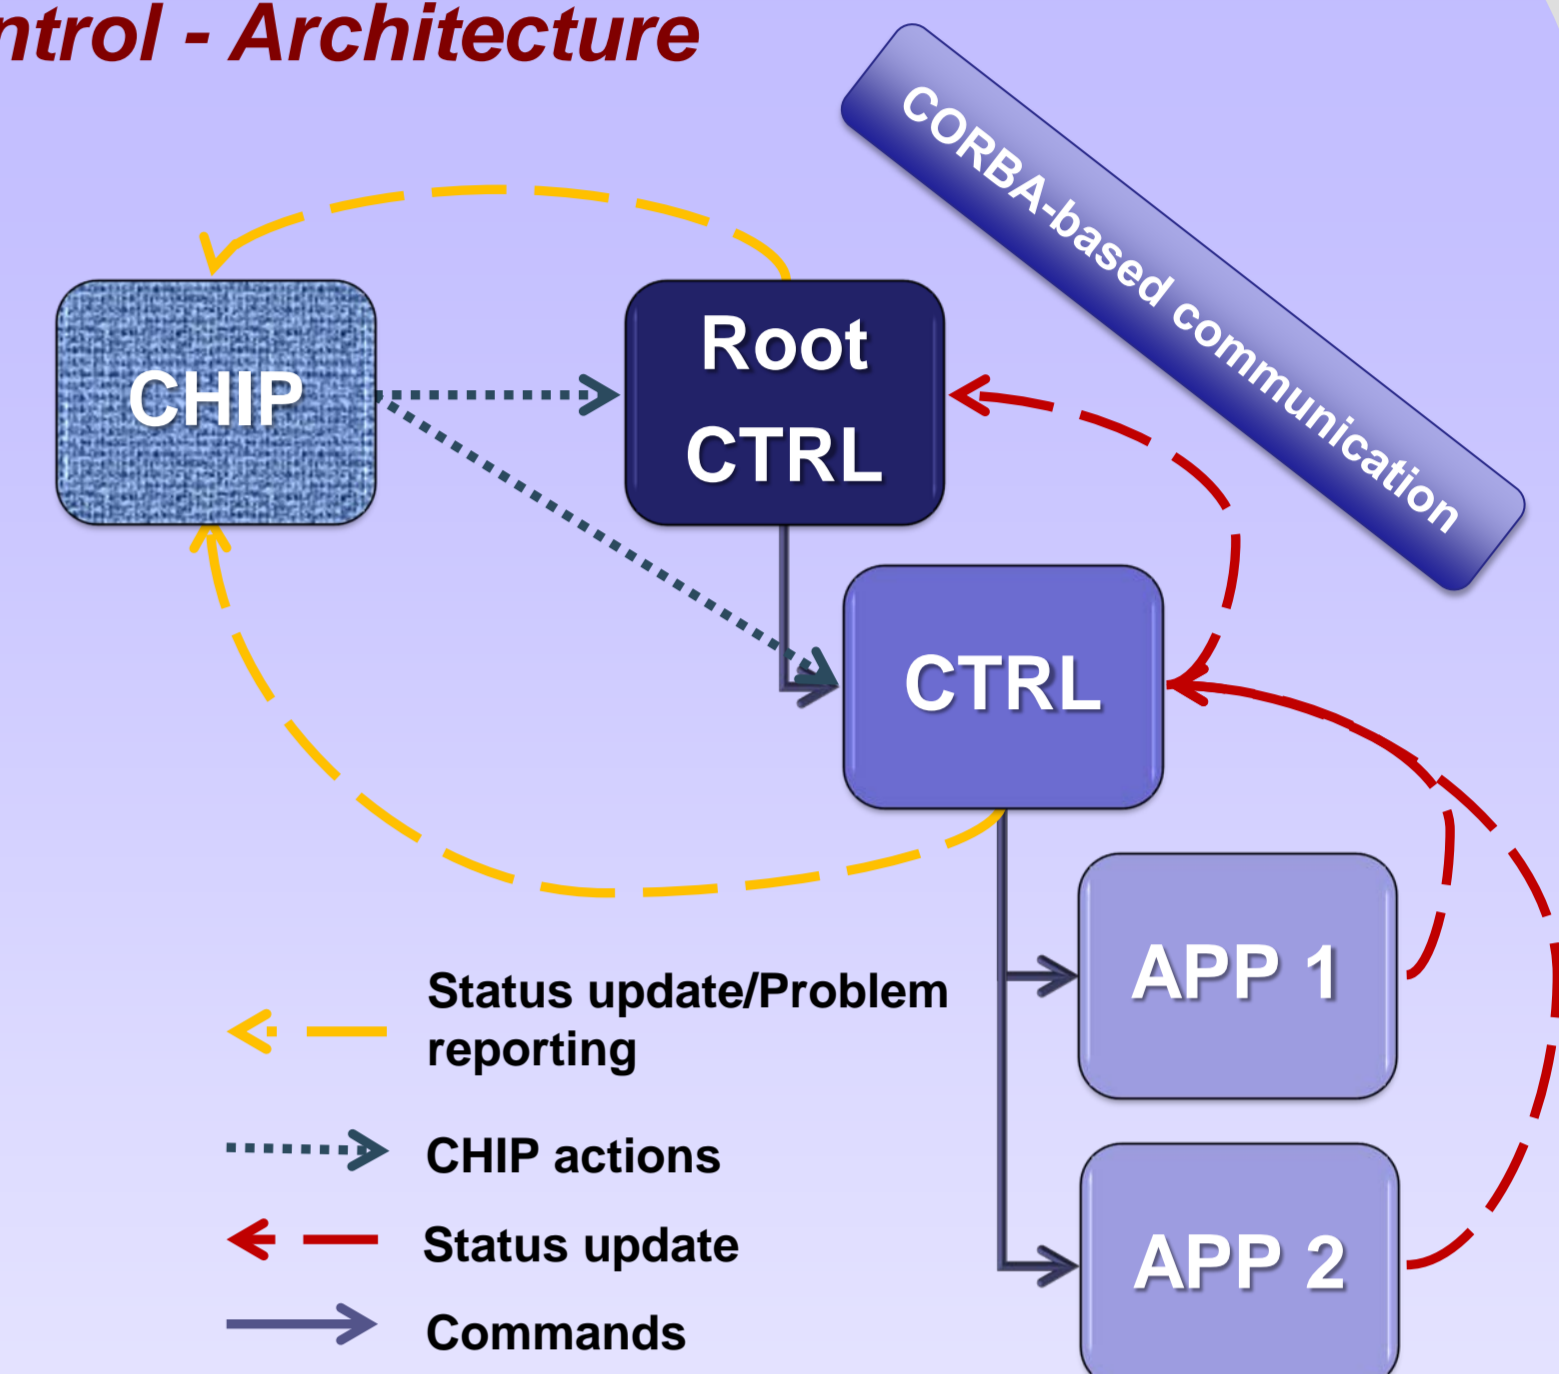 ntrol - Architecture
CORBA-based communication
CHIP
Root
CTRL
CTRL
APP 1
APP 2
Status update/Problem
reporting
CHIP actions
Status update
Commands